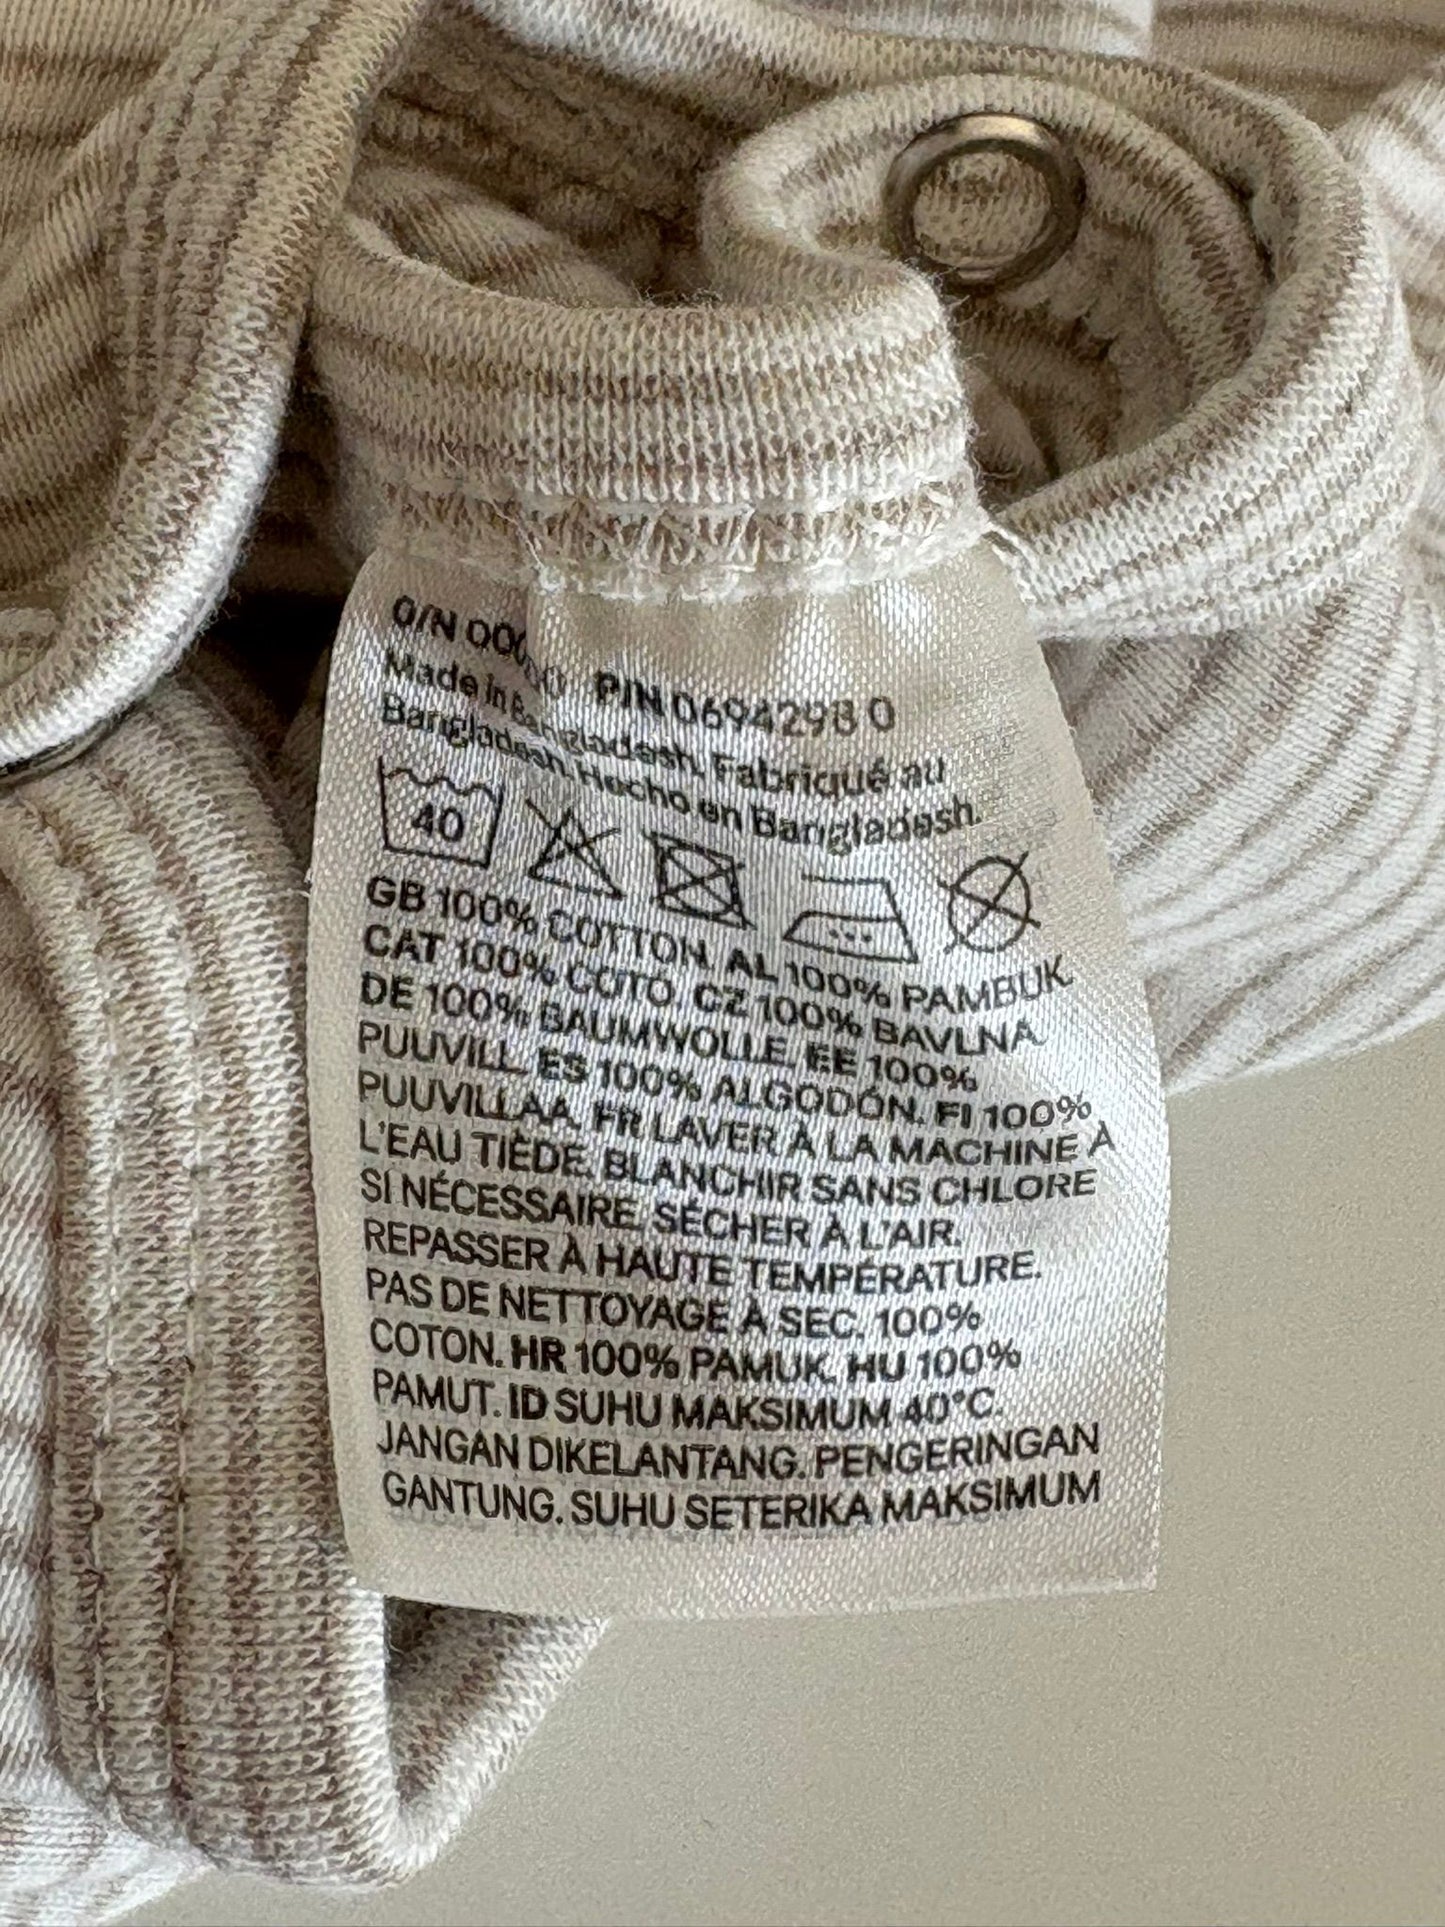 O/N 000 0 P/N 0694298 0
Made in Bangladesh. Fabriqué au
Bangladesh. Hecho en Bangladesh.
40
GB 100% COTTON. AL 100% PAMBUK.
CAT 100% COTO. CZ 100% BAVLNA.
DE 100% BAUMWOLLE. EE 100%
PUUVILL. ES 100% ALGODÓN. FI 100%
PUUVILLAA. FR LAVER À LA MACHINE À
L'EAU TIÈDE. BLANCHIR SANS CHLORE
SI NÉCESSAIRE. SÉCHER À L'AIR.
REPASSER À HAUTE TEMPÉRATURE.
PAS DE NETTOYAGE À SEC. 100%
COTON. HR 100% PAMUK. HU 100%
PAMUT. ID SUHU MAKSIMUM 40°C.
JANGAN DIKELANTANG. PENGERINGAN
GANTUNG. SUHU SETERIKA MAKSIMUM